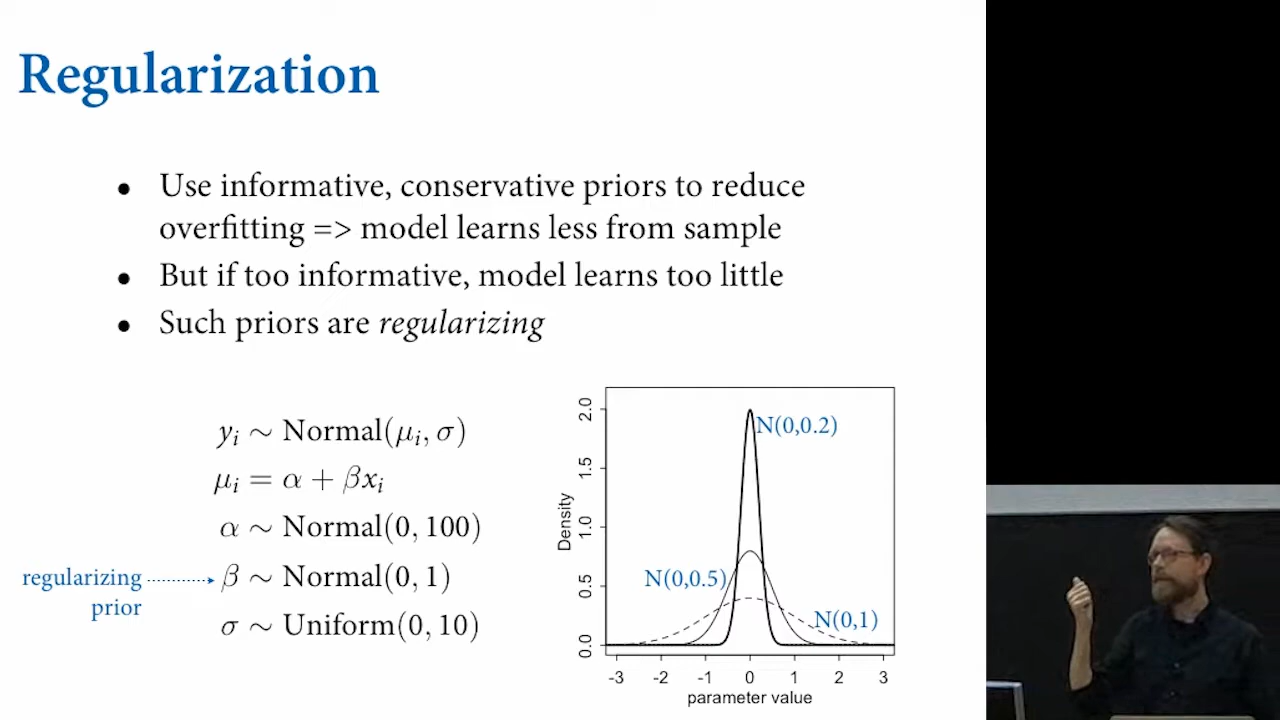 Regularization
• Use informative, conservative priors to reduce
overfitting => model learns less from sample
• But if too informative, model learns too little
• Such priors are regularizing
yᵢ ∼ Normal(μᵢ, σ)
μᵢ = α + βxᵢ
α ∼ Normal(0, 100)
regularizing
prior
β ∼ Normal(0, 1)
σ ∼ Uniform(0, 10)
Density
2.0
1.5
1.0
0.5
0.0
N(0,0.2)
N(0,0.5)
N(0,1)
-3 -2 -1 0 1 2 3
parameter value